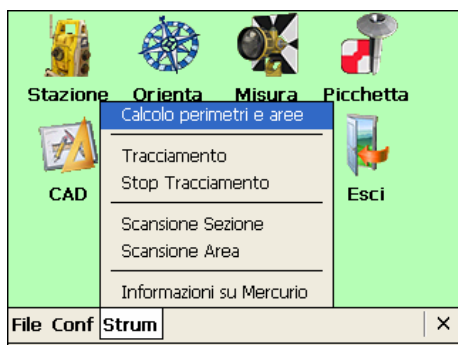 Stazione Orienta Misura Picchetta
Calcolo perimetri e aree
Tracciamento
Stop Tracciamento
CAD
Esci
Scansione Sezione
Scansione Area
Informazioni su Mercurio
File Conf Strum ×